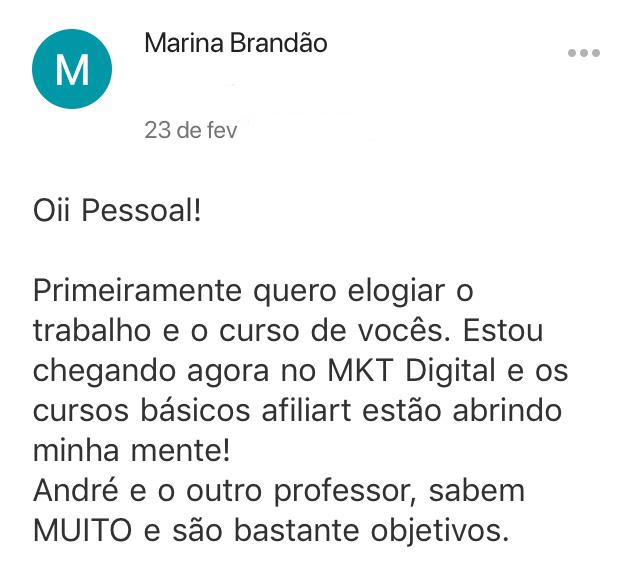 M
Marina Brandão
23 de fev
Oii Pessoal!
Primeiramente quero elogiar o
trabalho e o curso de vocês. Estou
chegando agora no MKT Digital e os
cursos básicos afiliart estão abrindo
minha mente!
André e o outro professor, sabem
MUITO e são bastante objetivos.